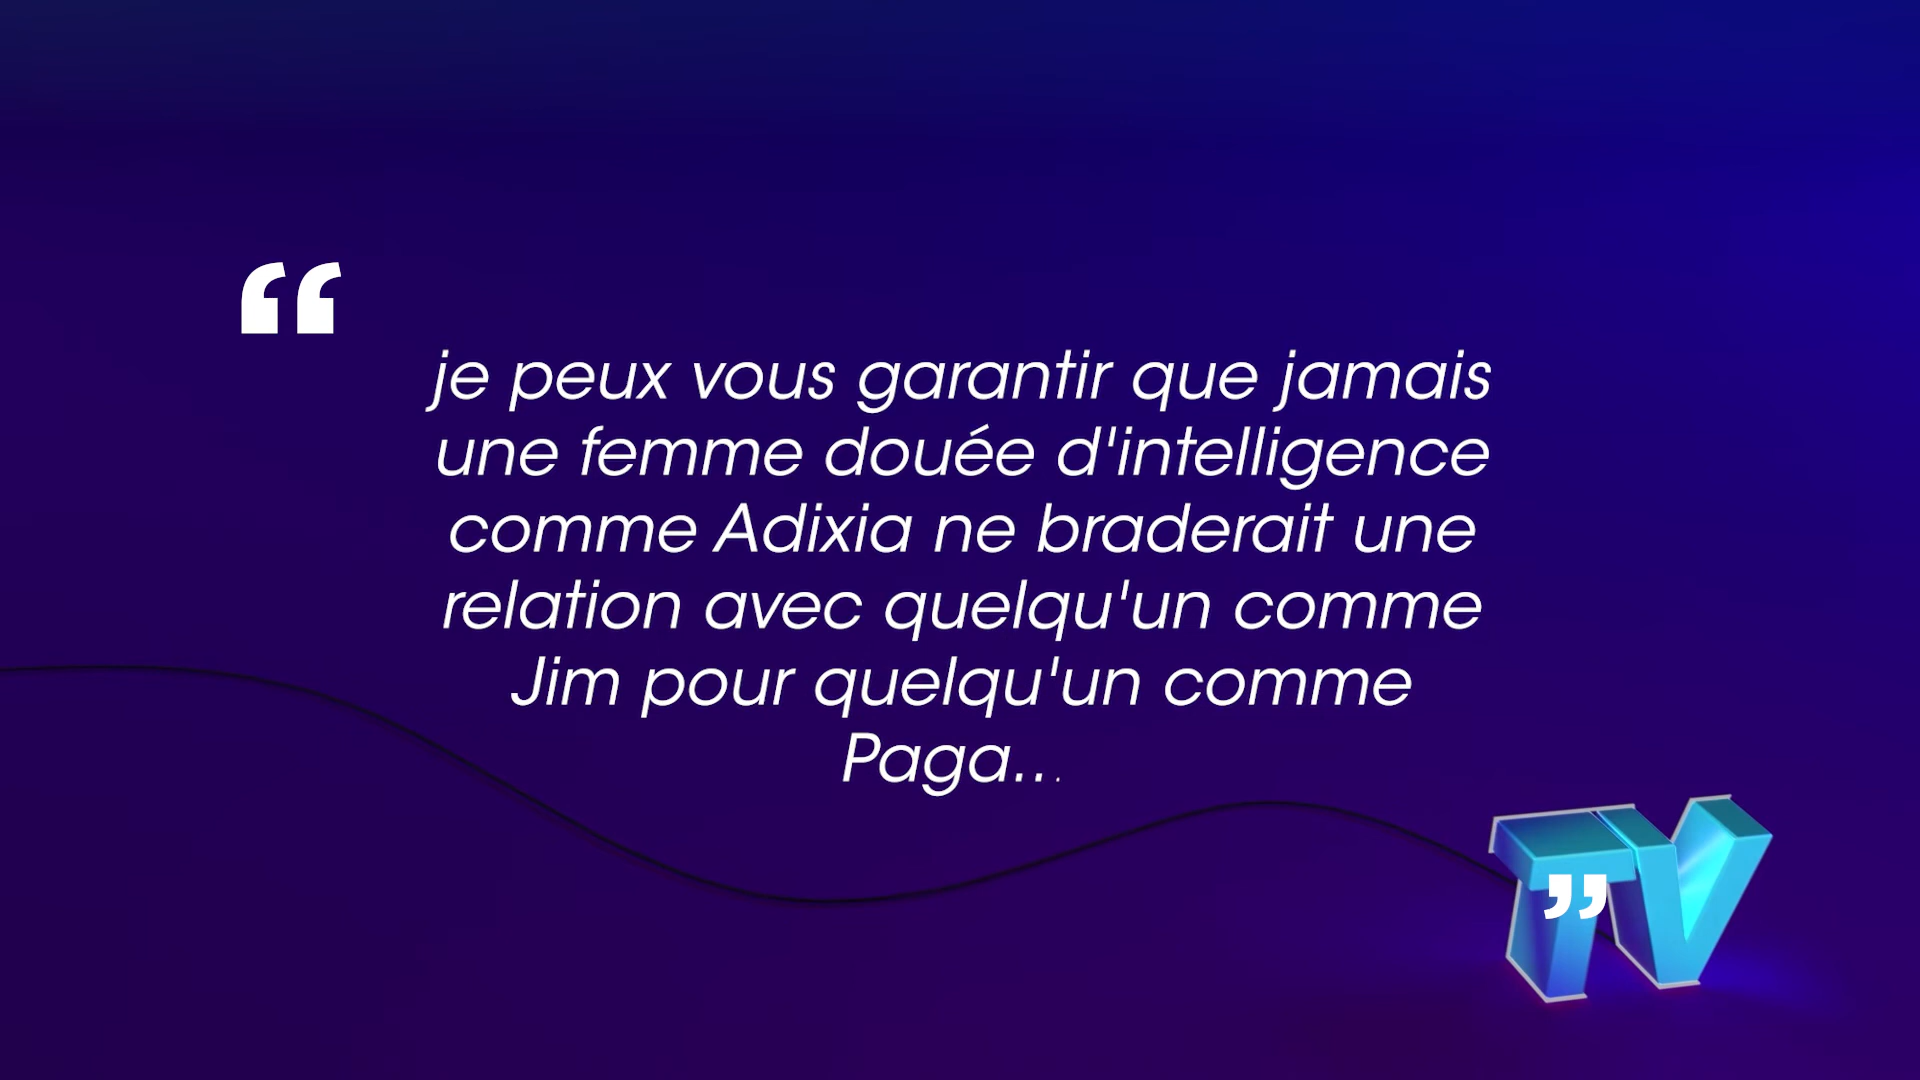 “
je peux vous garantir que jamais
une femme douée d'intelligence
comme Adixia ne braderait une
relation avec quelqu'un comme
Jim pour quelqu'un comme
Paga...
”
TV